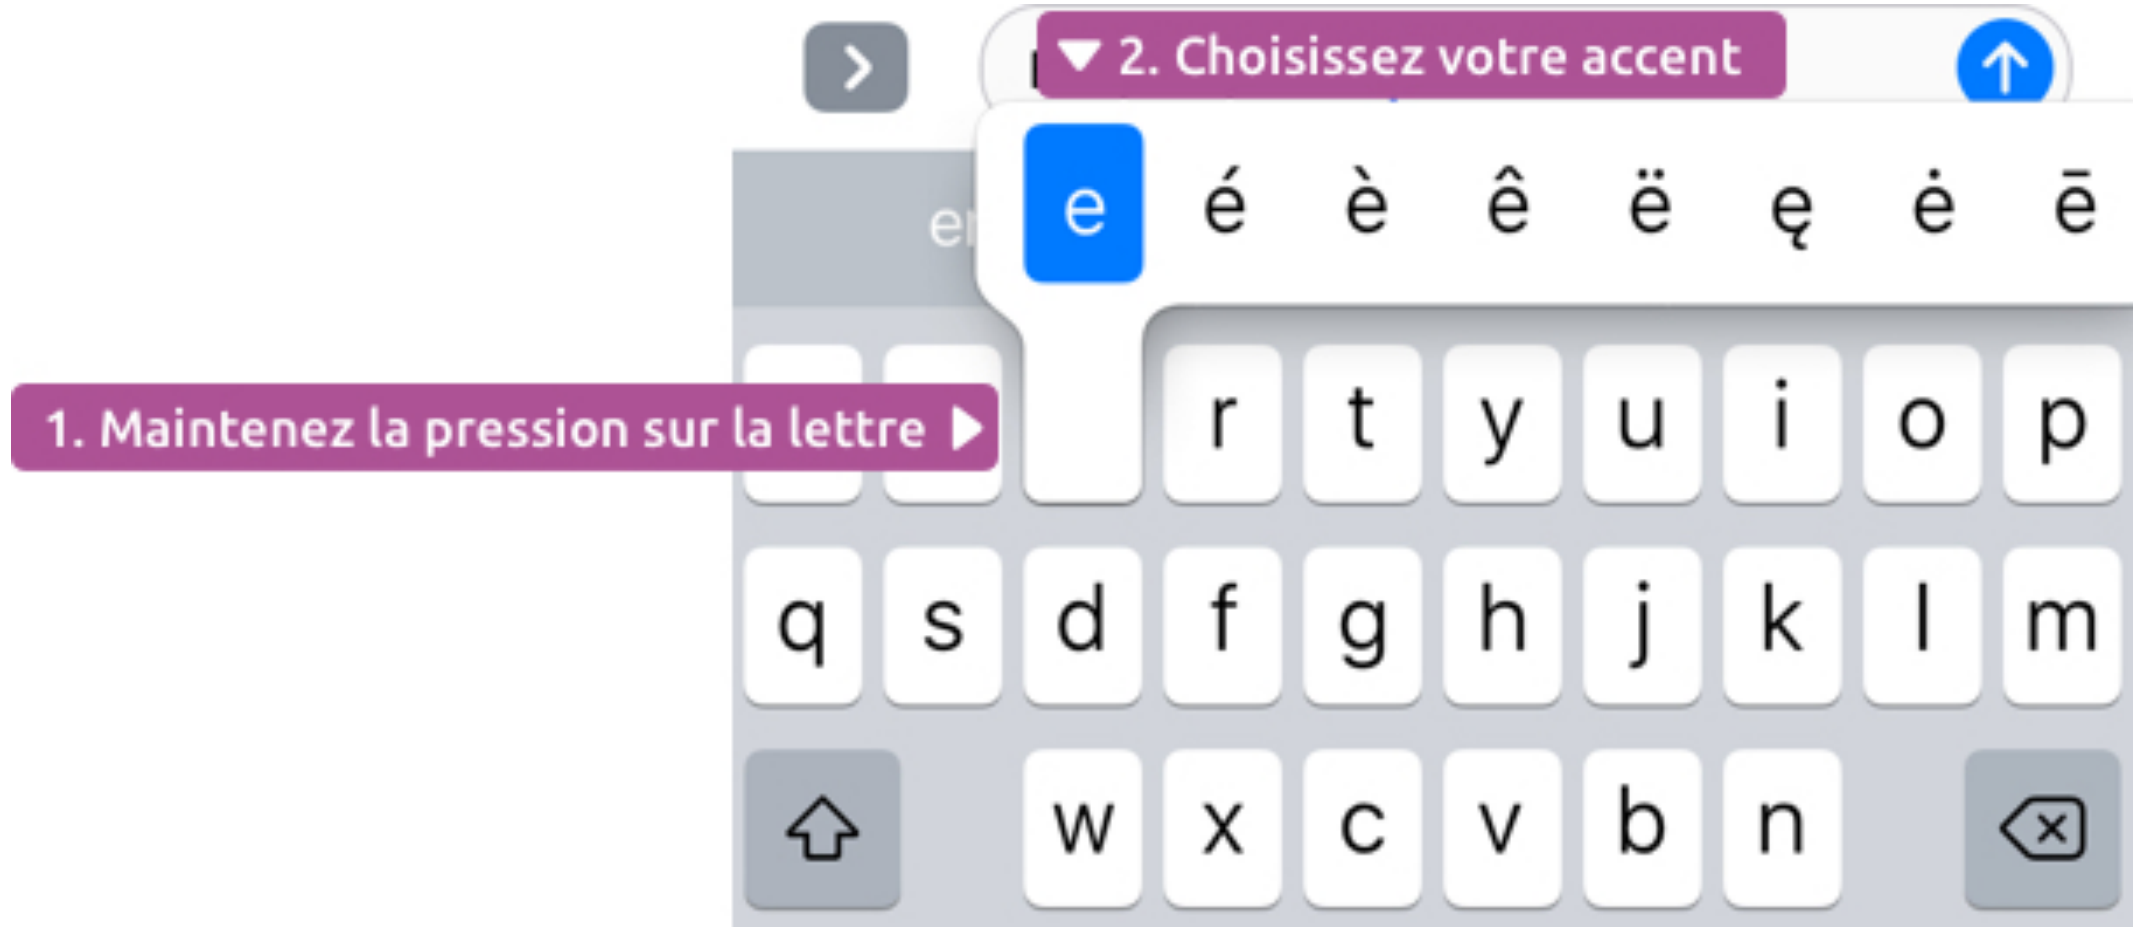 2. Choisissez votre accent
e é è ê ë ę ė ē
1. Maintenez la pression sur la lettre
r t y u i o p
q s d f g h j k l m
w x c v b n